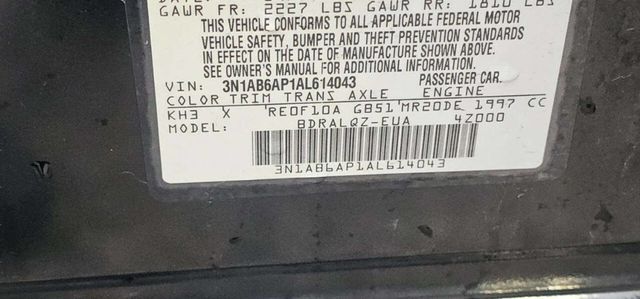 GAWR FR: 2227 LBS GAWR RR: 1810 LBS
THIS VEHICLE CONFORMS TO ALL APPLICABLE FEDERAL MOTOR
VEHICLE SAFETY, BUMPER AND THEFT PREVENTION STANDARDS
IN EFFECT ON THE DATE OF MANUFACTURE SHOWN ABOVE.
SEE OWNER'S MANUAL FOR ADDITIONAL INFORMATION.
VIN: 3N1AB6AP1AL614043 PASSENGER CAR
COLOR TRIM TRANS AXLE ENGINE
KH3 X RE0F10A GB51 MR20DE 1997 CC
MODEL: BDRALQZ-EUA 4Z000
3N1AB6AP1AL614043